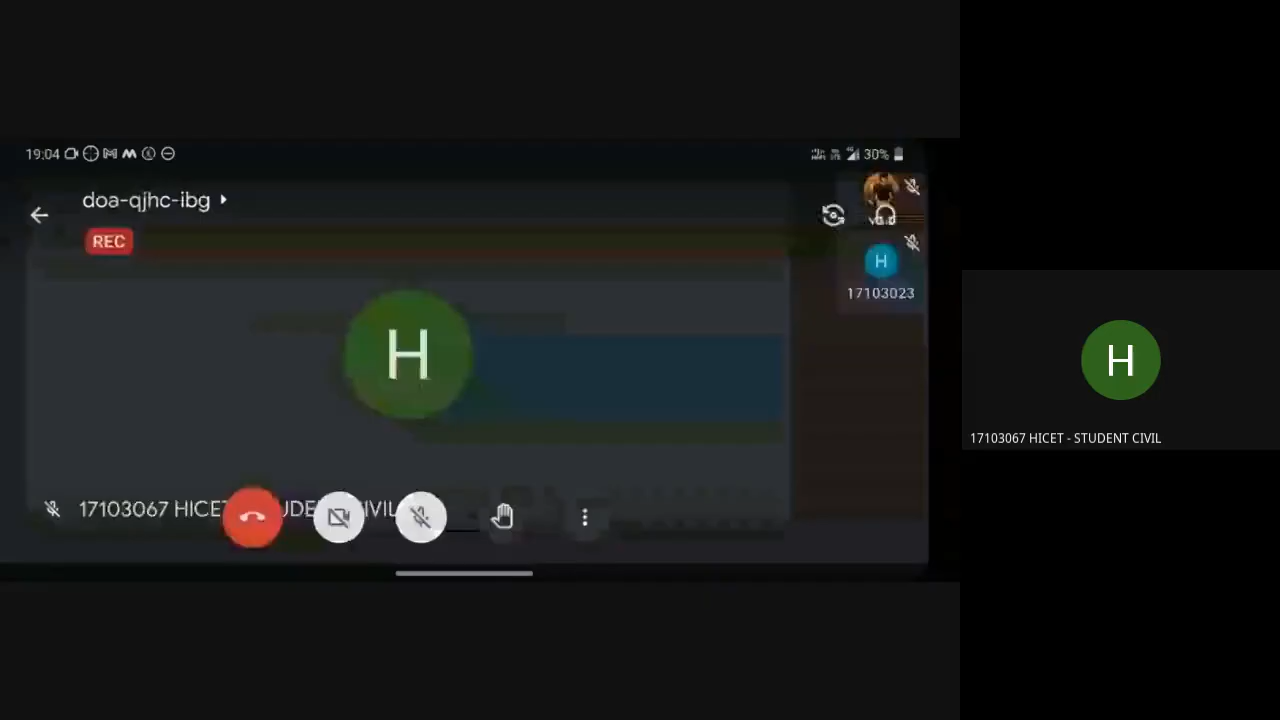 19:04
30%
doa-qjhc-ibg
REC
H
H
17103023
17103067 HICET
H
17103067 HICET - STUDENT CIVIL